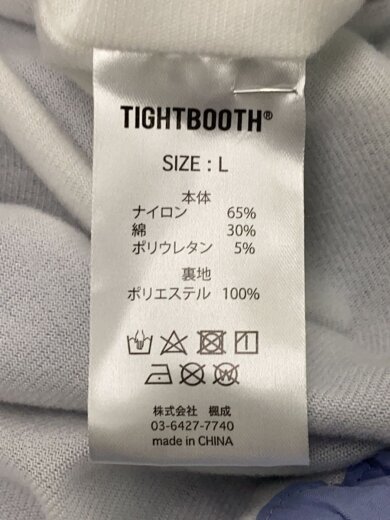 TIGHTBOOTH®
SIZE : L
本体
ナイロン 65%
綿 30%
ポリウレタン 5%
裏地
ポリエステル 100%
株式会社 楓成
03-6427-7740
made in CHINA